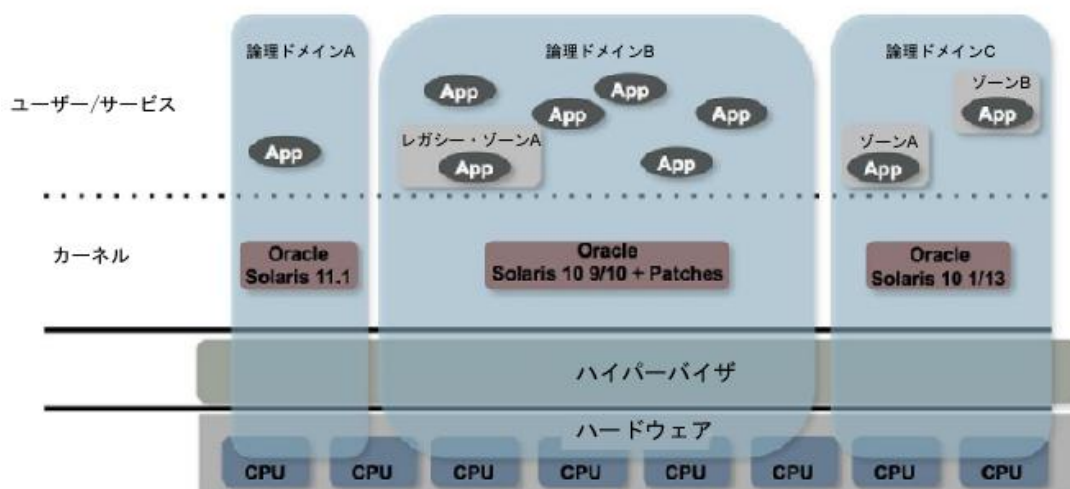 論理ドメインA
論理ドメインB
論理ドメインC
ユーザー/サービス
App
App
App
App
App
レガシー・ゾーンA
App
App
ゾーンB
App
ゾーンA
App
カーネル
Oracle
Solaris 11.1
Oracle
Solaris 10 9/10 + Patches
Oracle
Solaris 10 1/13
ハイパーバイザ
ハードウェア
CPU
CPU
CPU
CPU
CPU
CPU
CPU
CPU